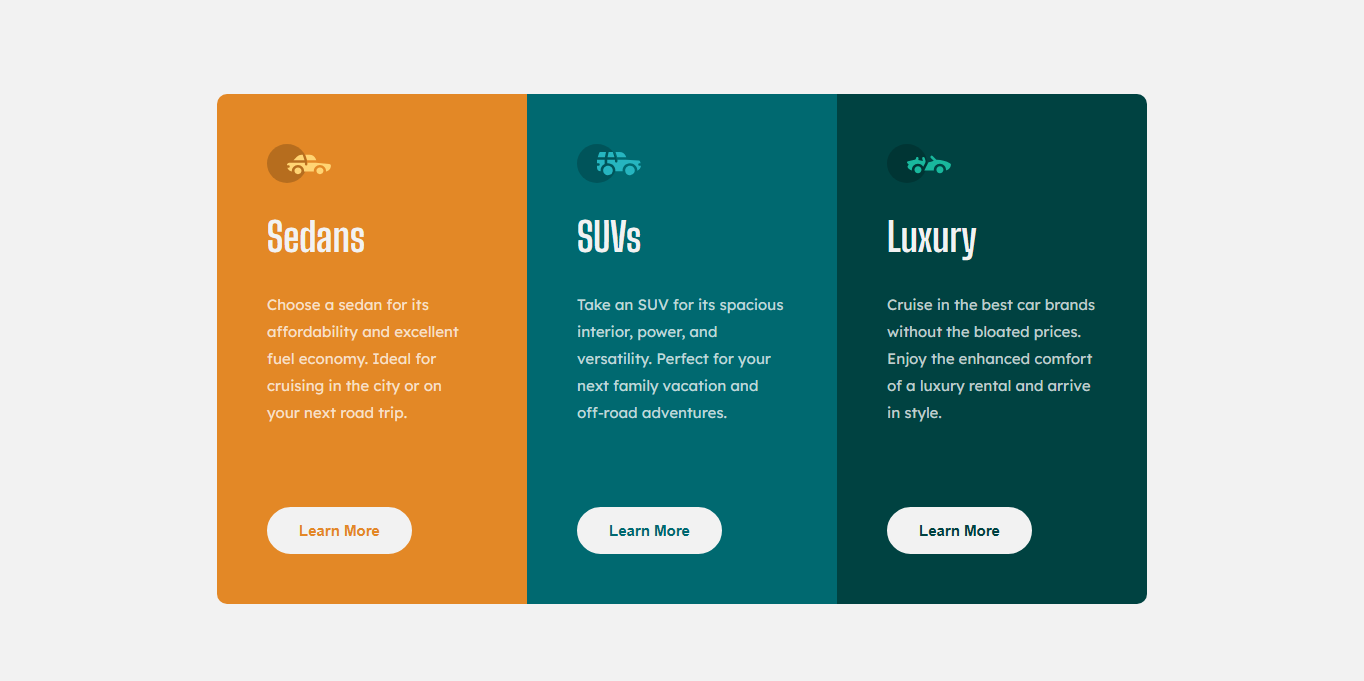 Sedans
Choose a sedan for its
affordability and excellent
fuel economy. Ideal for
cruising in the city or on
your next road trip.
Learn More
SUVs
Take an SUV for its spacious
interior, power, and
versatility. Perfect for your
next family vacation and
off-road adventures.
Learn More
Luxury
Cruise in the best car brands
without the bloated prices.
Enjoy the enhanced comfort
of a luxury rental and arrive
in style.
Learn More